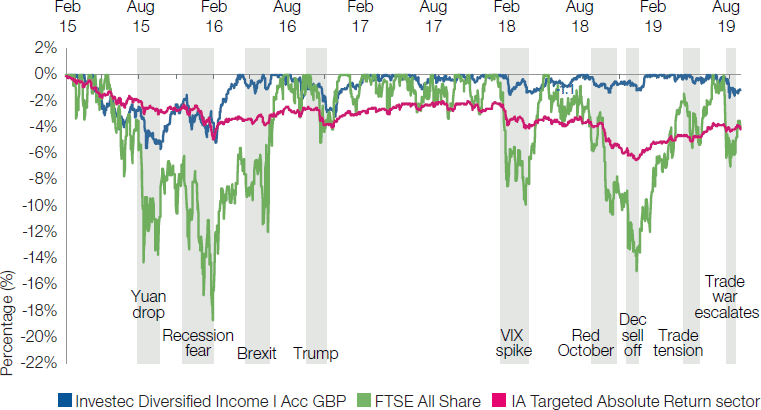 Feb 15
Aug 15
Feb 16
Aug 16
Feb 17
Aug 17
Feb 18
Aug 18
Feb 19
Aug 19
2%
0%
-2%
-4%
-6%
-8%
-10%
-12%
-14%
-16%
-18%
-20%
-22%
Percentage (%)
Yuan
drop
Recession
fear
Brexit
Trump
VIX
spike
Red
October
Dec
sell
off
Trade
tension
Trade
war
escalates
Investec Diversified Income I Acc GBP
FTSE All Share
IA Targeted Absolute Return sector